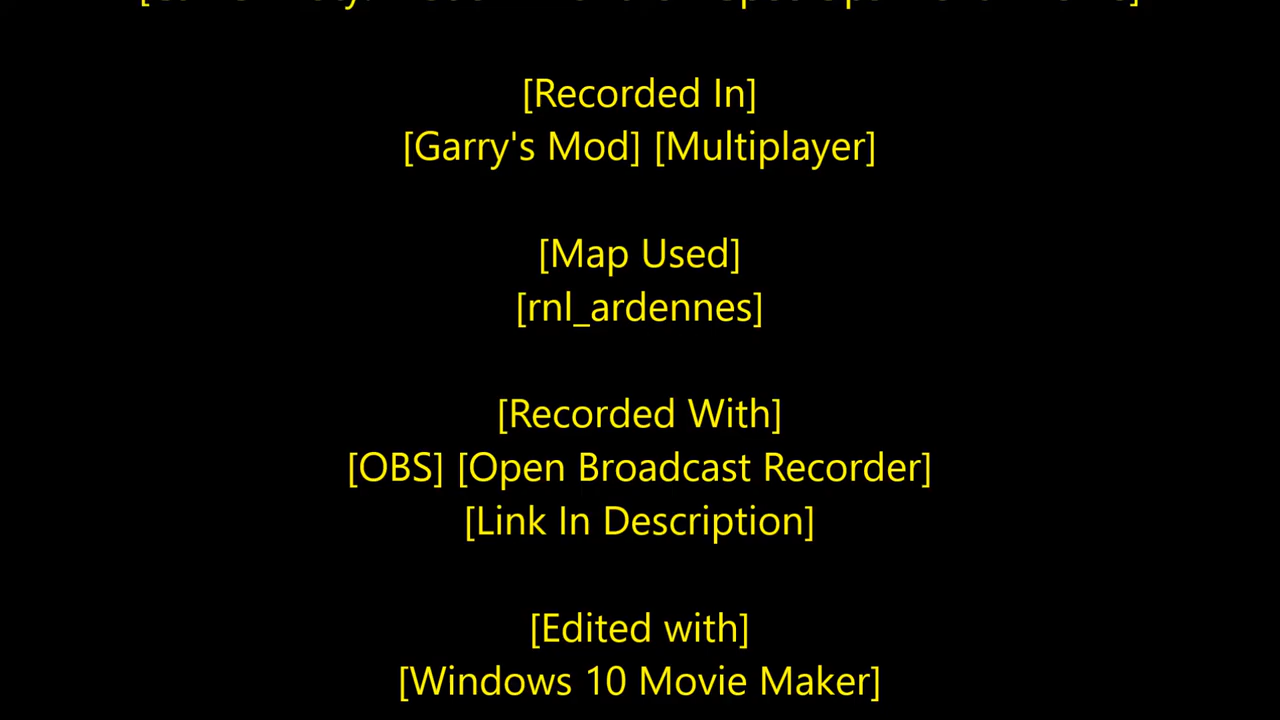 [Recorded In]
[Garry's Mod] [Multiplayer]
[Map Used]
[rnl_ardennes]
[Recorded With]
[OBS] [Open Broadcast Recorder]
[Link In Description]
[Edited with]
[Windows 10 Movie Maker]